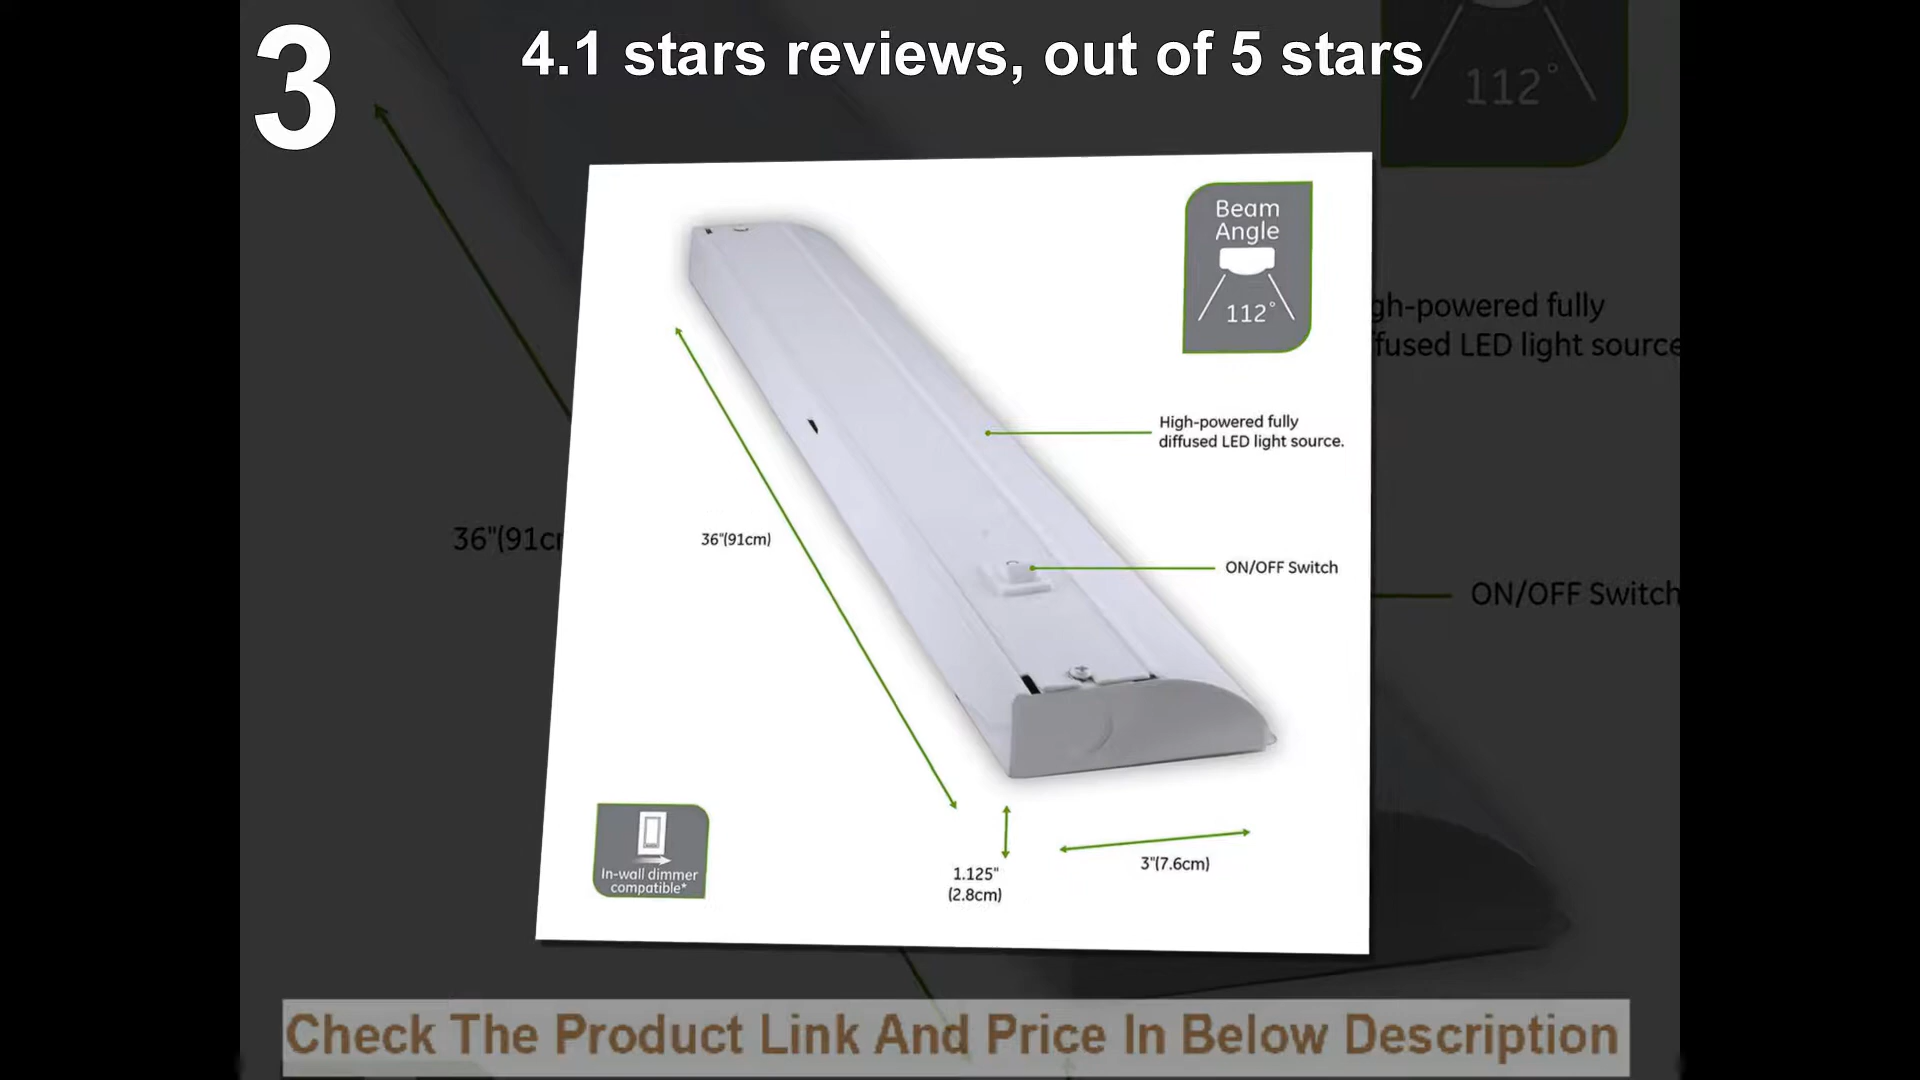 3
4.1 stars reviews, out of 5 stars
112°
Beam
Angle
112°
gh-powered fully
fused LED light source
High-powered fully
diffused LED light source.
36"(91c
36"(91cm)
ON/OFF Switch
ON/OFF Switch
In-wall dimmer
compatible*
1.125"
(2.8cm)
3"(7.6cm)
Check The Product Link And Price In Below Description